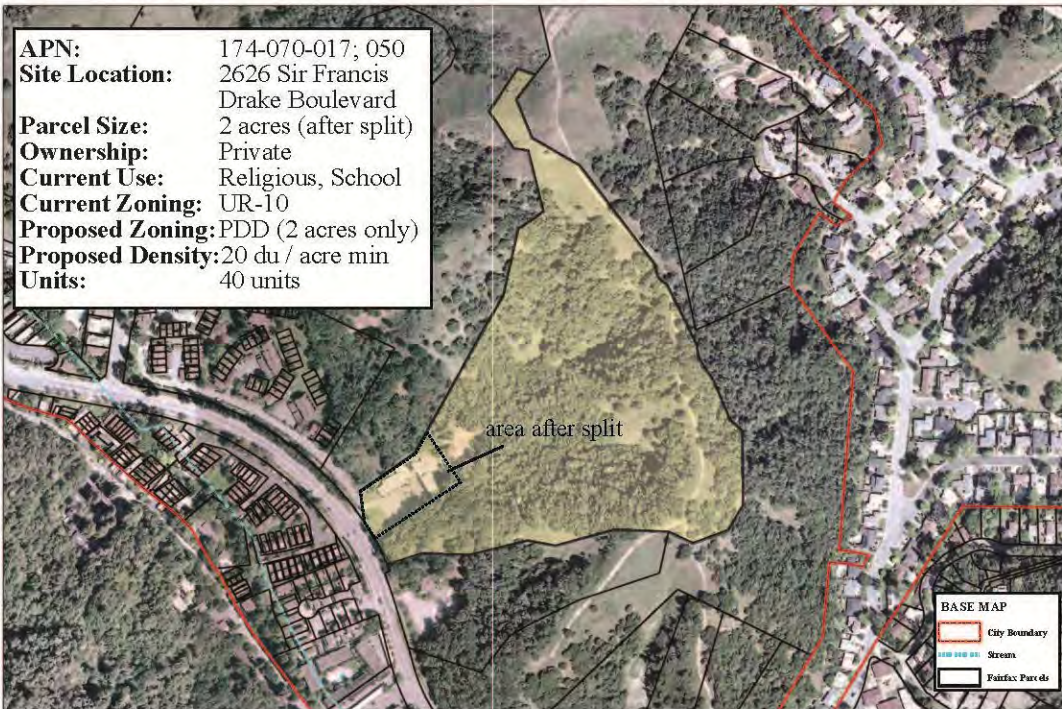 APN: 174-070-017; 050
Site Location: 2626 Sir Francis
Drake Boulevard
Parcel Size: 2 acres (after split)
Ownership: Private
Current Use: Religious, School
Current Zoning: UR-10
Proposed Zoning: PDD (2 acres only)
Proposed Density: 20 du / acre min
Units: 40 units
area after split
BASE MAP
City Boundary
Stream
Fairfax Parcels